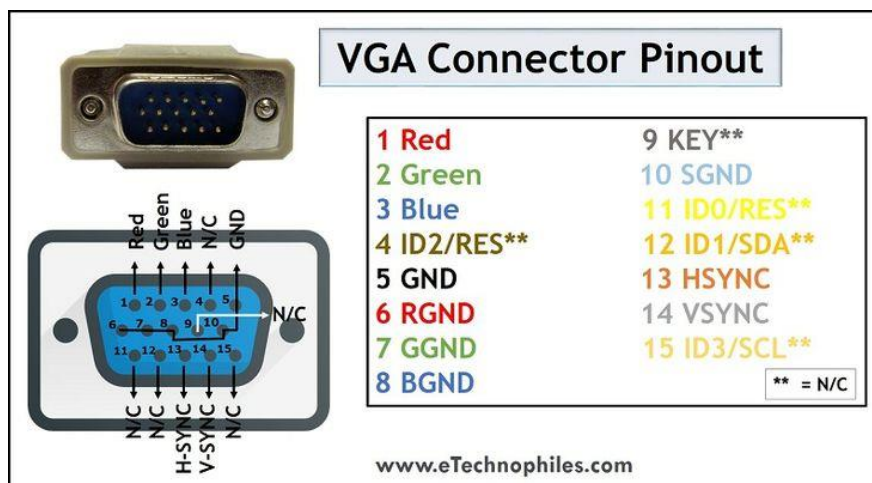 VGA Connector Pinout
1 Red
2 Green
3 Blue
4 ID2/RES**
5 GND
6 RGND
7 GGND
8 BGND
9 KEY**
10 SGND
11 ID0/RES**
12 ID1/SDA**
13 HSYNC
14 VSYNC
15 ID3/SCL**
** = N/C
Red
Green
Blue
N/C
GND
1 2 3 4 5
N/C
6 7 8 9 10
11 12 13 14 15
N/C
N/C
H-SYNC
V-SYNC
N/C
www.eTechnophiles.com